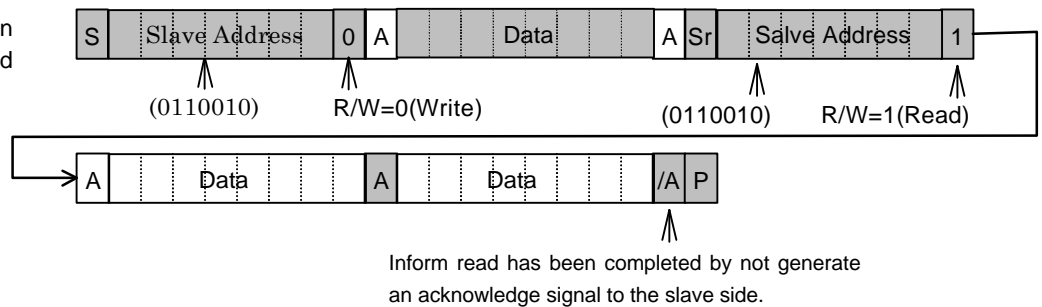 n
d
S Slave Address 0 A Data A Sr Salve Address 1
(0110010) R/W=0(Write) (0110010) R/W=1(Read)
A Data A Data /A P
Inform read has been completed by not generate
an acknowledge signal to the slave side.